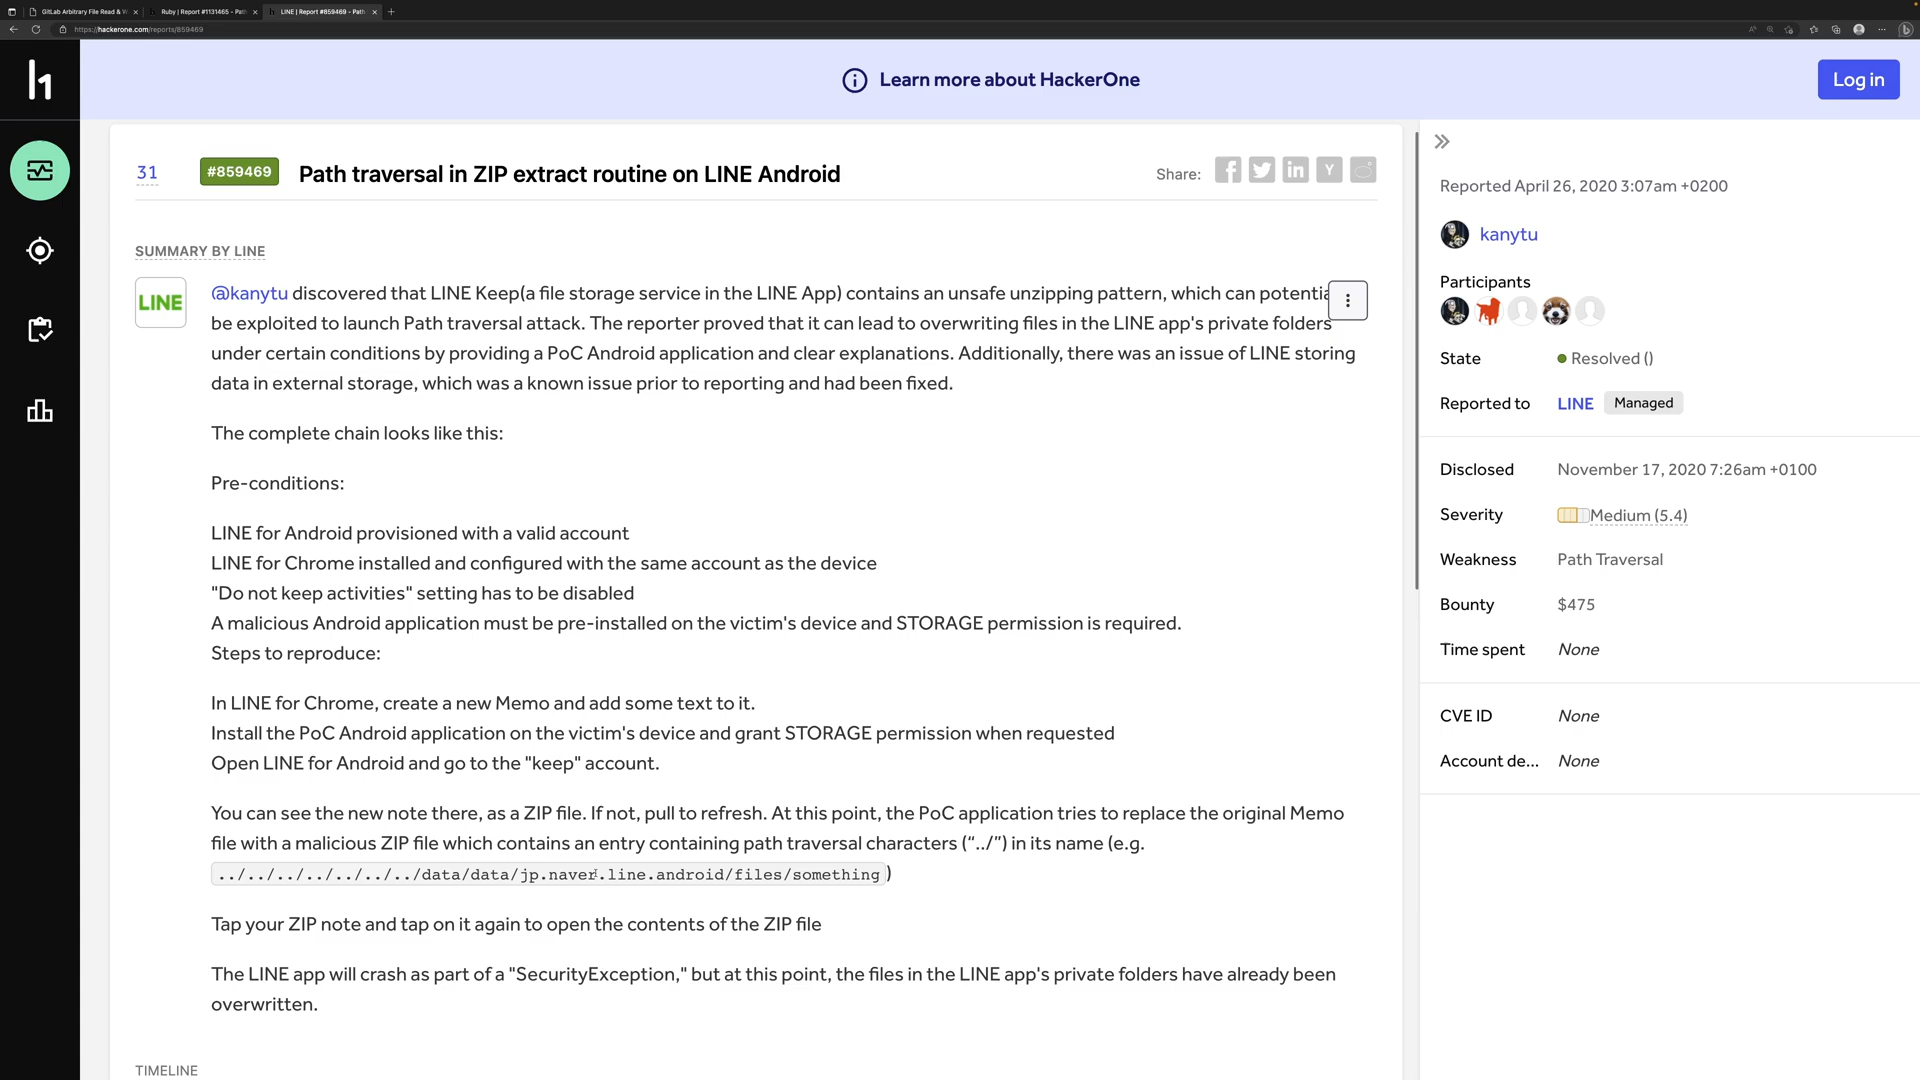 GitLab Arbitrary File Read & W
Ruby | Report #1131465 - Path
LINE | Report #859469 - Path
https://hackerone.com/reports/859469
Learn more about HackerOne
Log in
31
#859469
Path traversal in ZIP extract routine on LINE Android
Share:
SUMMARY BY LINE
LINE
@kanytu discovered that LINE Keep(a file storage service in the LINE App) contains an unsafe unzipping pattern, which can potentia
be exploited to launch Path traversal attack. The reporter proved that it can lead to overwriting files in the LINE app's private folders
under certain conditions by providing a PoC Android application and clear explanations. Additionally, there was an issue of LINE storing
data in external storage, which was a known issue prior to reporting and had been fixed.
The complete chain looks like this:
Pre-conditions:
LINE for Android provisioned with a valid account
LINE for Chrome installed and configured with the same account as the device
"Do not keep activities" setting has to be disabled
A malicious Android application must be pre-installed on the victim's device and STORAGE permission is required.
Steps to reproduce:
In LINE for Chrome, create a new Memo and add some text to it.
Install the PoC Android application on the victim's device and grant STORAGE permission when requested
Open LINE for Android and go to the "keep" account.
You can see the new note there, as a ZIP file. If not, pull to refresh. At this point, the PoC application tries to replace the original Memo
file with a malicious ZIP file which contains an entry containing path traversal characters (“../”) in its name (e.g.
../../../../../../../data/data/jp.naver.line.android/files/something)
Tap your ZIP note and tap on it again to open the contents of the ZIP file
The LINE app will crash as part of a "SecurityException," but at this point, the files in the LINE app's private folders have already been
overwritten.
TIMELINE
Reported April 26, 2020 3:07am +0200
kanytu
Participants
State Resolved ()
Reported to LINE Managed
Disclosed November 17, 2020 7:26am +0100
Severity Medium (5.4)
Weakness Path Traversal
Bounty $475
Time spent None
CVE ID None
Account de... None